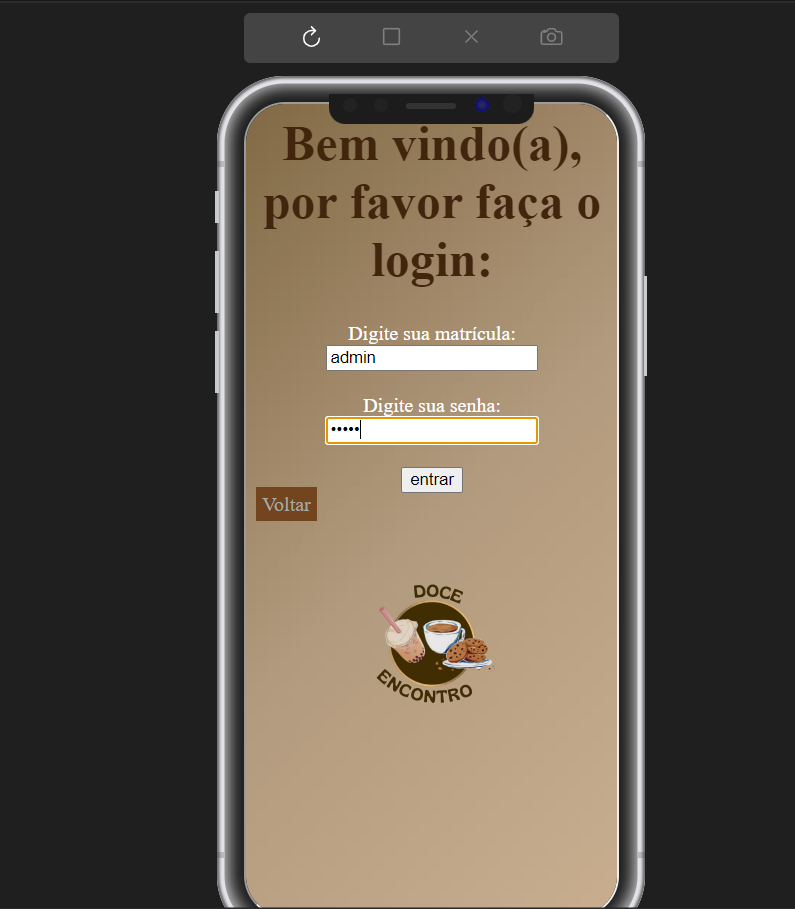 Bem vindo(a),
por favor faça o
login:
Digite sua matrícula:
admin
Digite sua senha:
•••••
entrar
Voltar
DOCE
ENCONTRO